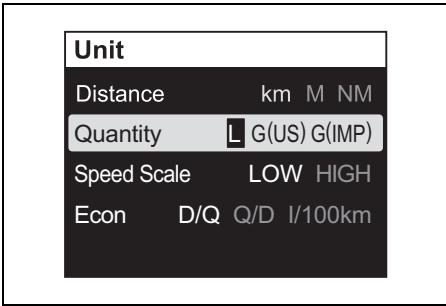 Unit
Distance km M NM
Quantity L G(US) G(IMP)
Speed Scale LOW HIGH
Econ D/Q Q/D l/100km